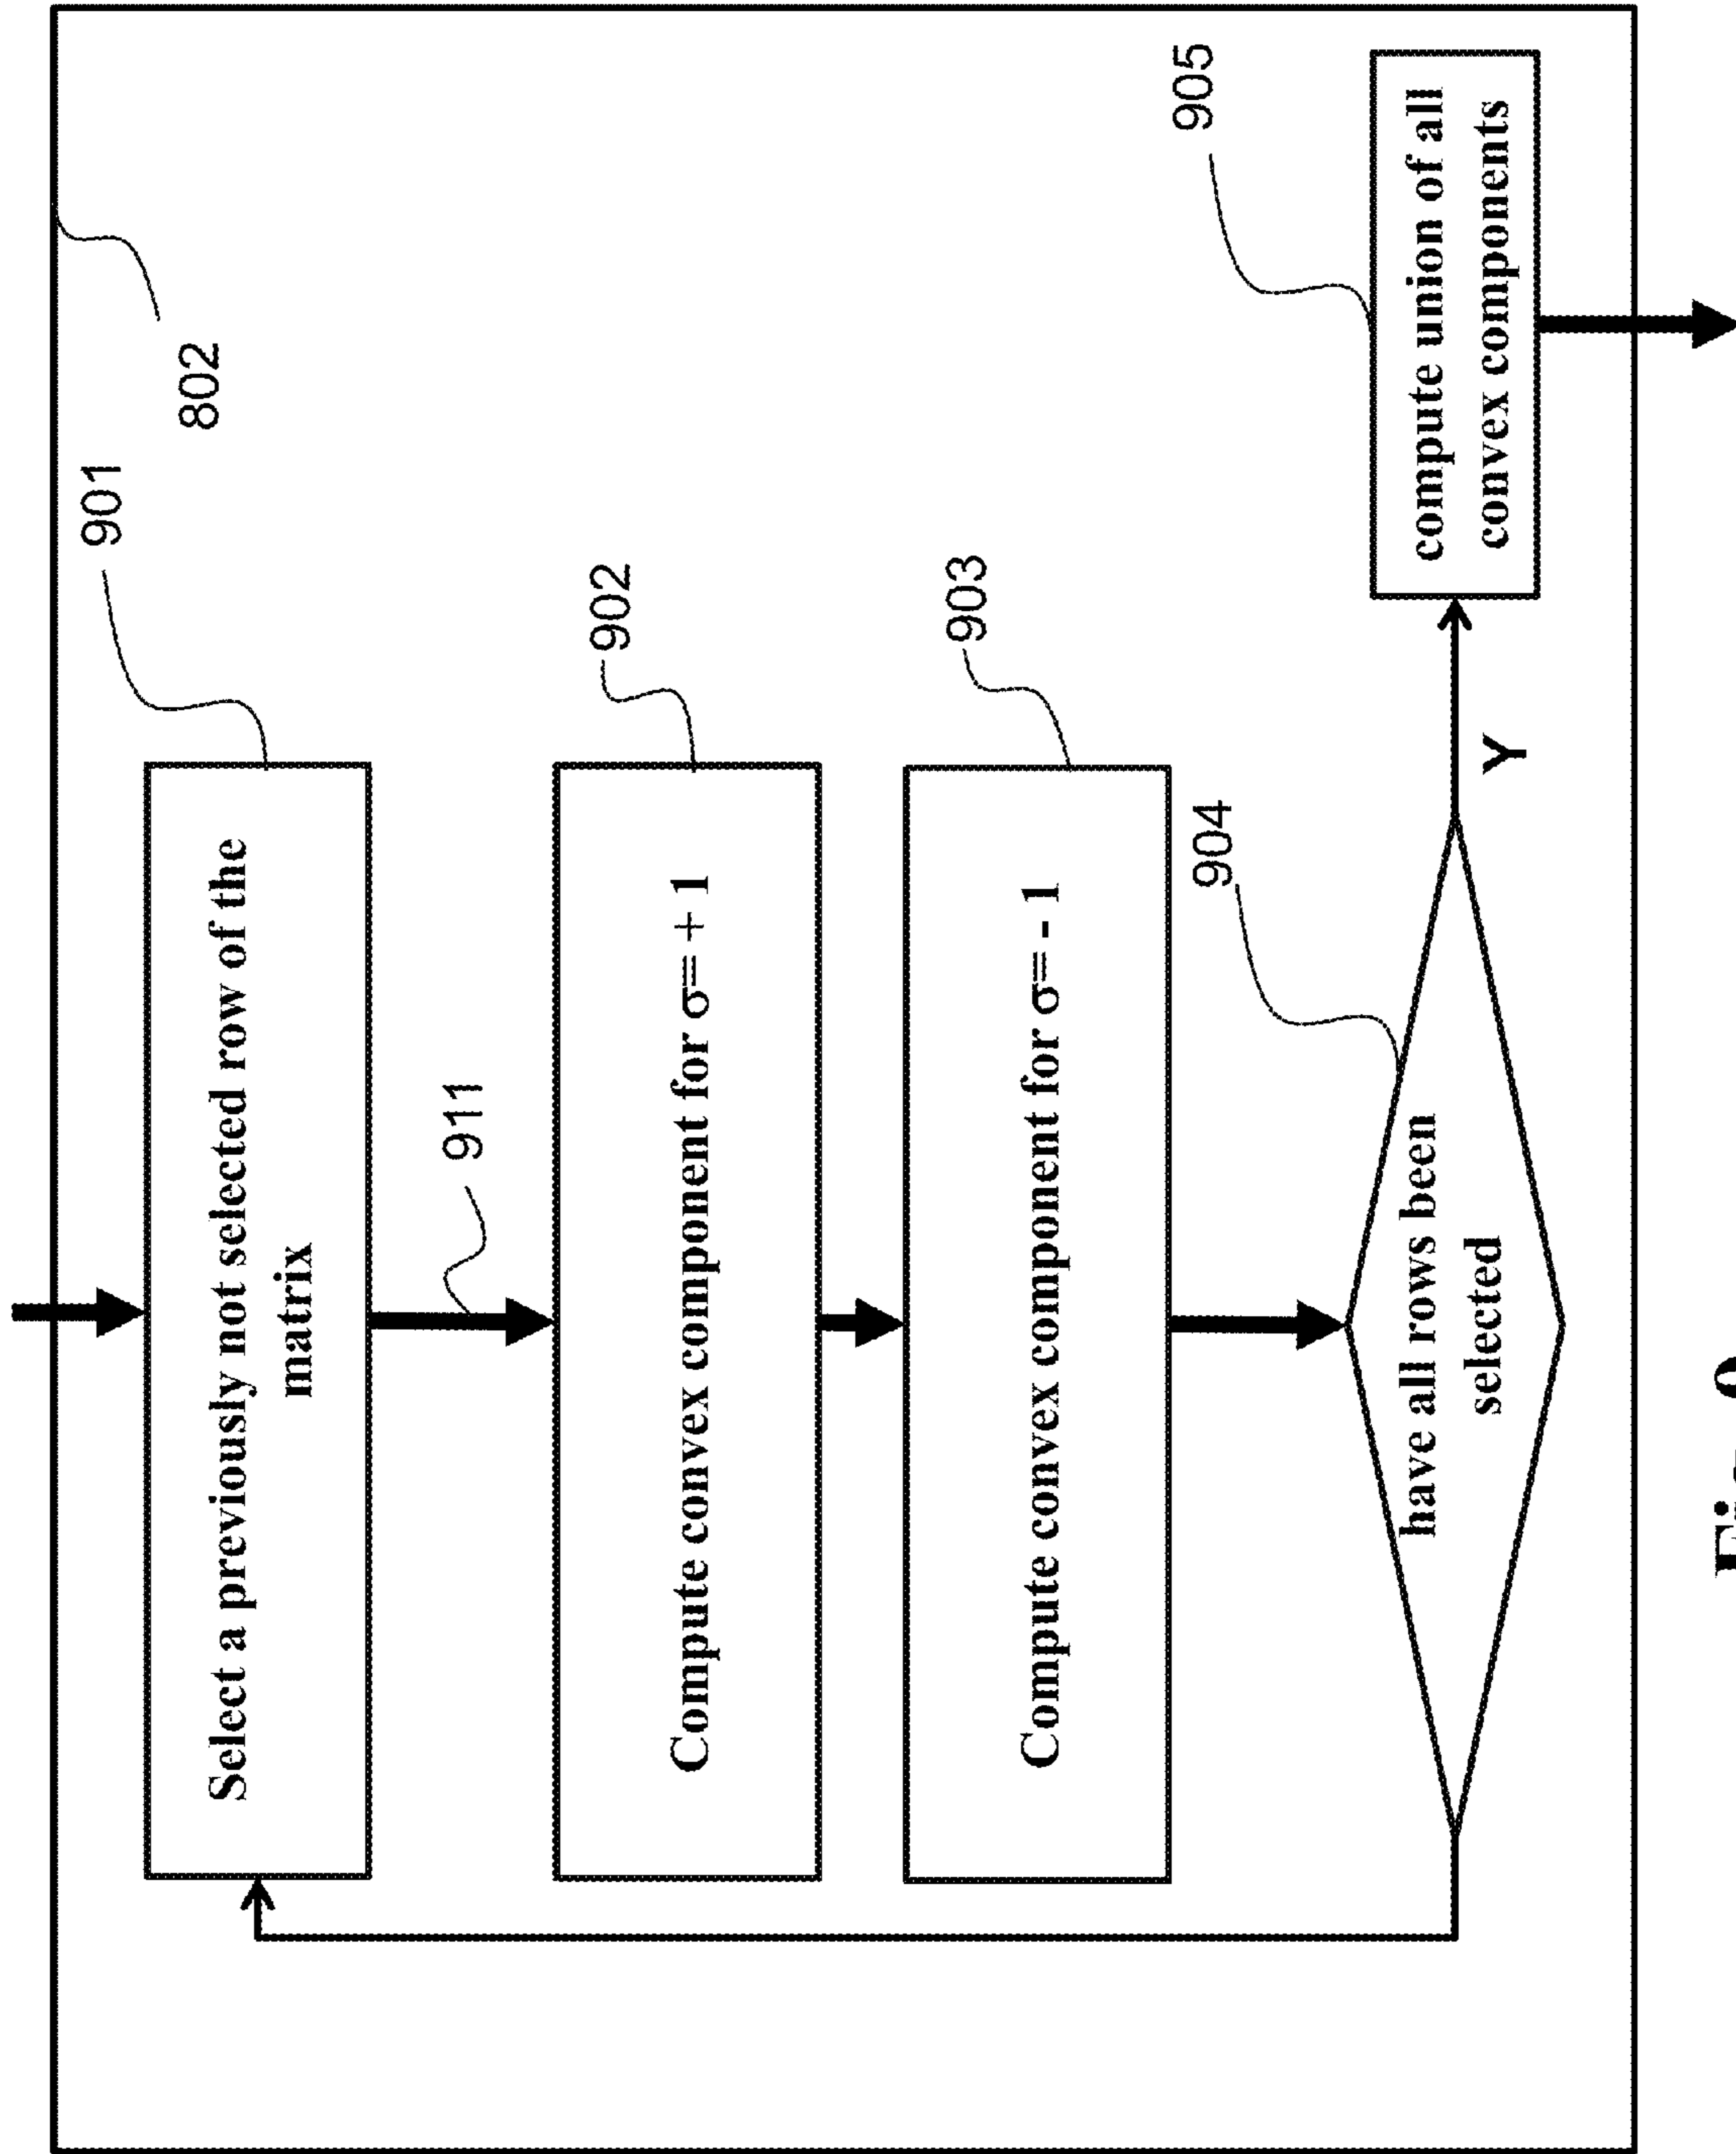 802
901
Select a previously not selected row of the
matrix
911
902
Compute convex component for σ= + 1
903
Compute convex component for σ= - 1
904
have all rows been
selected
Y
905
compute union of all
convex components